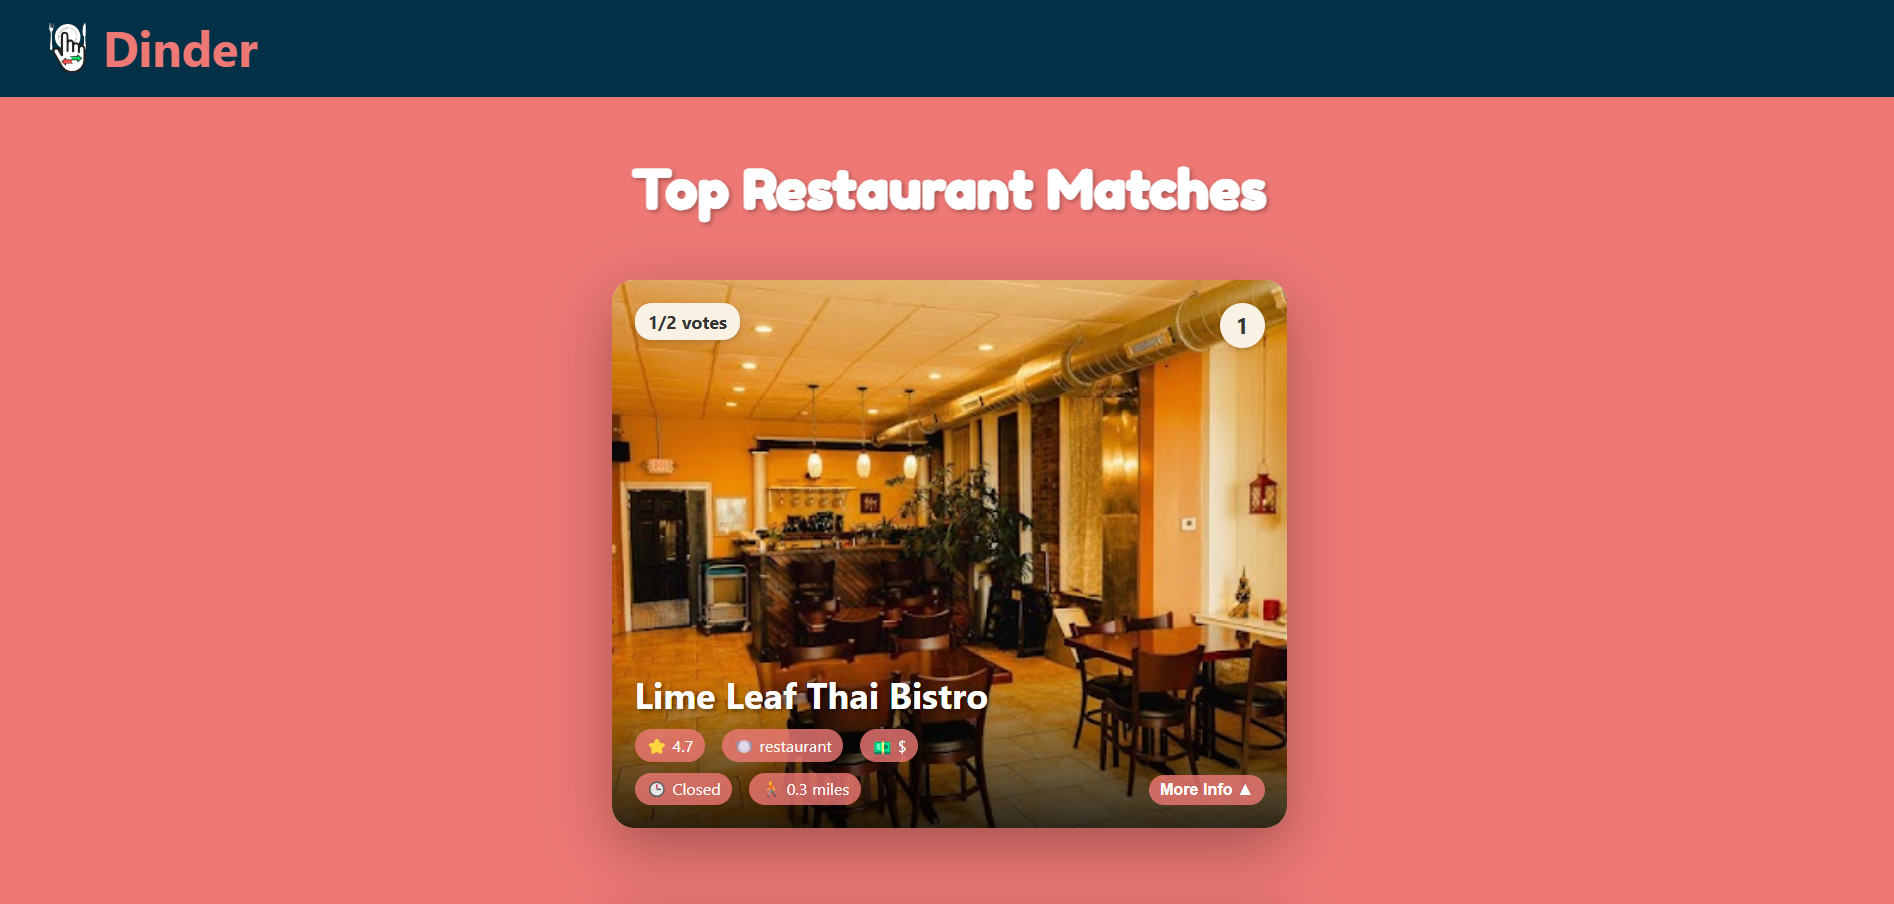 Dinder
Top Restaurant Matches
1/2 votes
1
EXIT
Lime Leaf Thai Bistro
4.7
restaurant
$
Closed
0.3 miles
More Info ▲